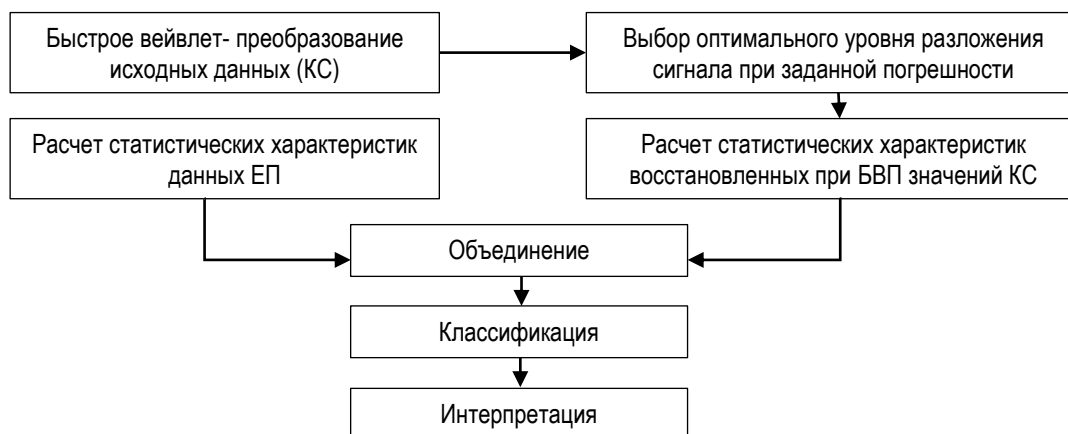 Быстрое вейвлет- преобразование
исходных данных (КС)
Выбор оптимального уровня разложения
сигнала при заданной погрешности
Расчет статистических характеристик
данных ЕП
Расчет статистических характеристик
восстановленных при БВП значений КС
Объединение
Классификация
Интерпретация